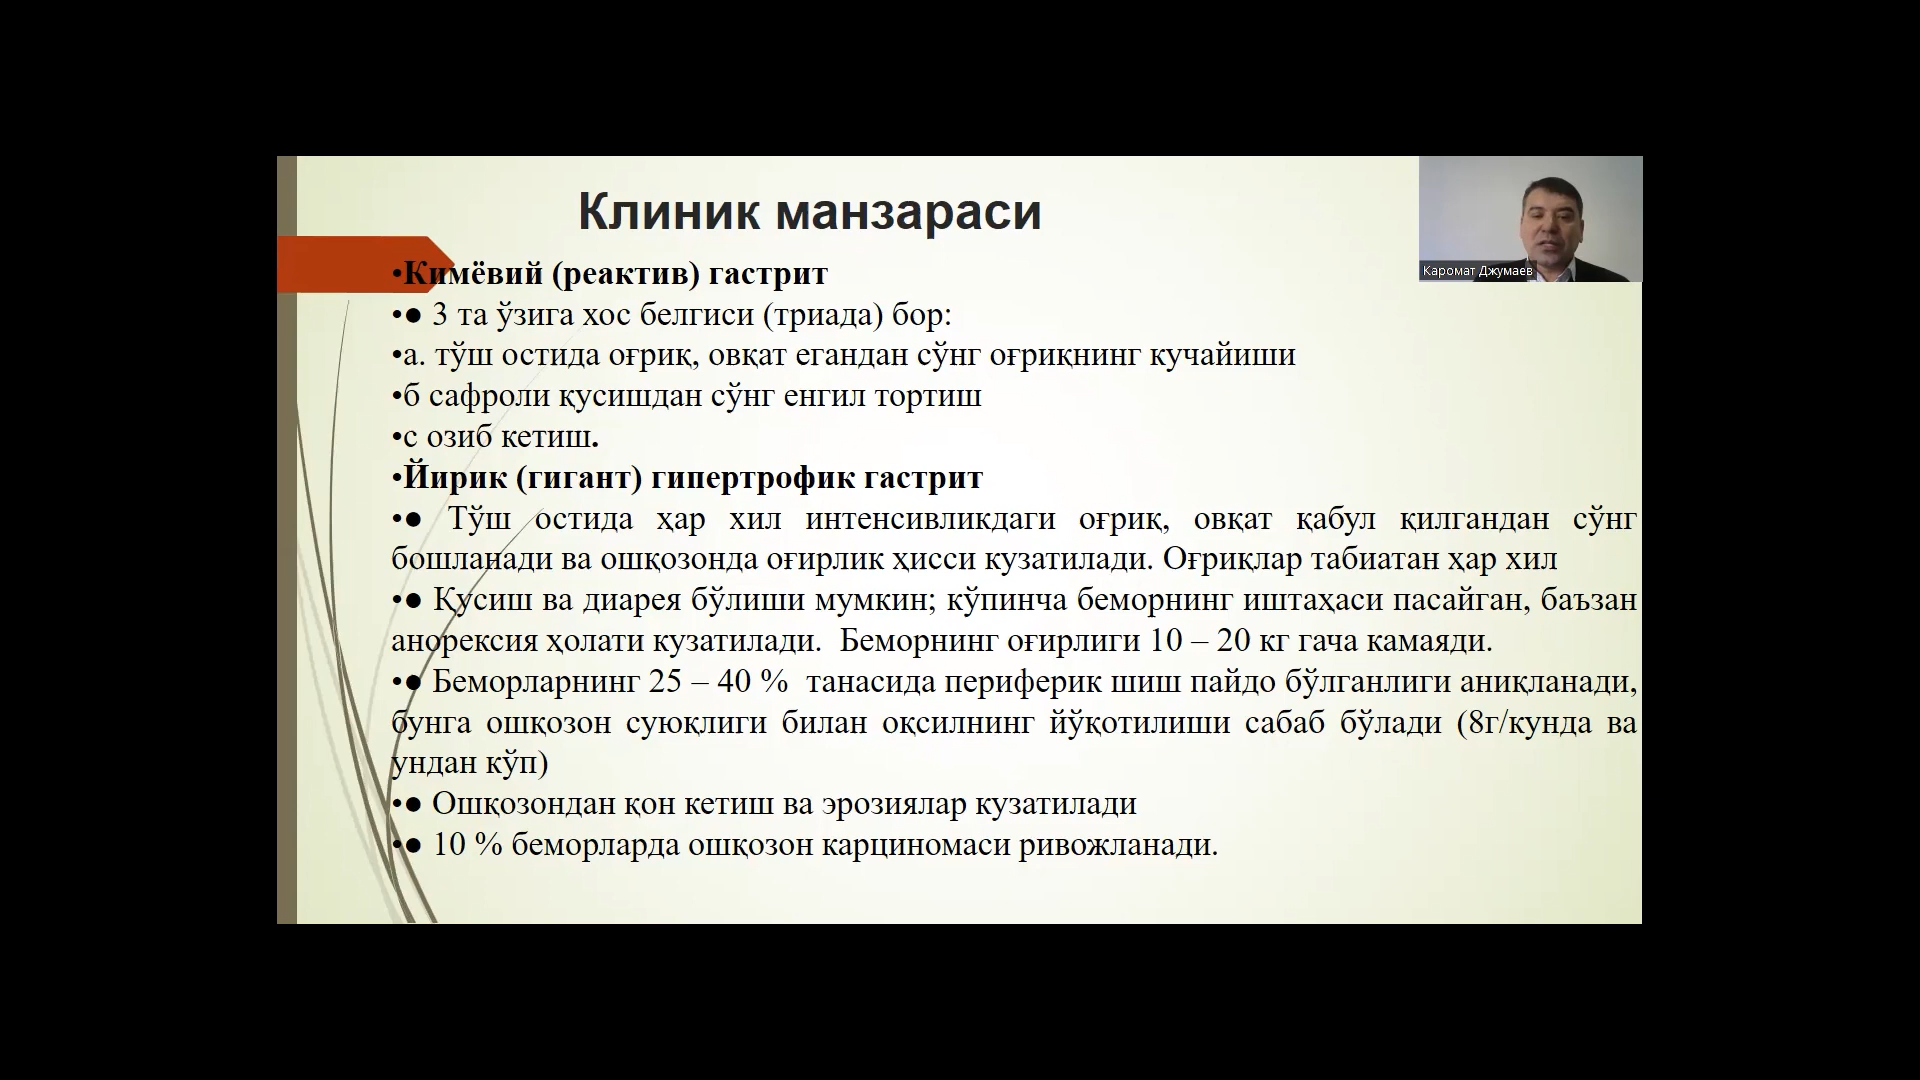 Клиник манзараси
Каромат Джумаев
•Кимёвий (реактив) гастрит
•● 3 та ўзига хос белгиси (триада) бор:
•а. тўш остида оғриқ, овқат егандан сўнг оғриқнинг кучайиши
•б сафроли қусишдан сўнг енгил тортиш
•с озиб кетиш.
•Йирик (гигант) гипертрофик гастрит
•● Тўш остида ҳар хил интенсивликдаги оғриқ, овқат қабул қилгандан сўнг
бошланади ва ошқозонда оғирлик ҳисси кузатилади. Оғриқлар табиатан ҳар хил
•● Қусиш ва диарея бўлиши мумкин; кўпинча беморнинг иштаҳаси пасайган, баъзан
анорексия ҳолати кузатилади. Беморнинг оғирлиги 10 – 20 кг гача камаяди.
•● Беморларнинг 25 – 40 % танасида периферик шиш пайдо бўлганлиги аниқланади,
бунга ошқозон суюқлиги билан оқсилнинг йўқотилиши сабаб бўлади (8г/кунда ва
ундан кўп)
•● Ошқозондан қон кетиш ва эрозиялар кузатилади
•● 10 % беморларда ошқозон карциномаси ривожланади.